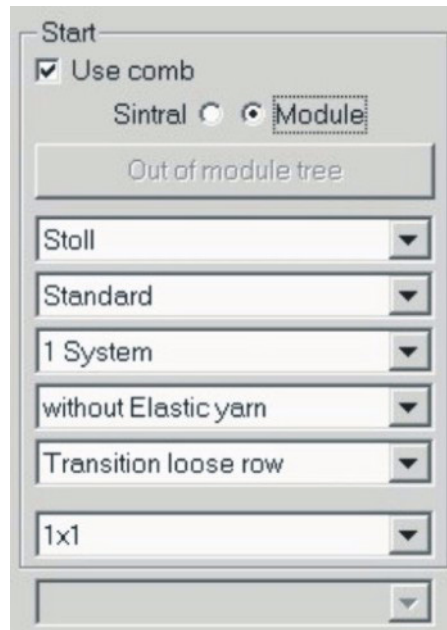 Start
Use comb
Sintral Module
Out of module tree
Stoll
Standard
1 System
without Elastic yarn
Transition loose row
1x1